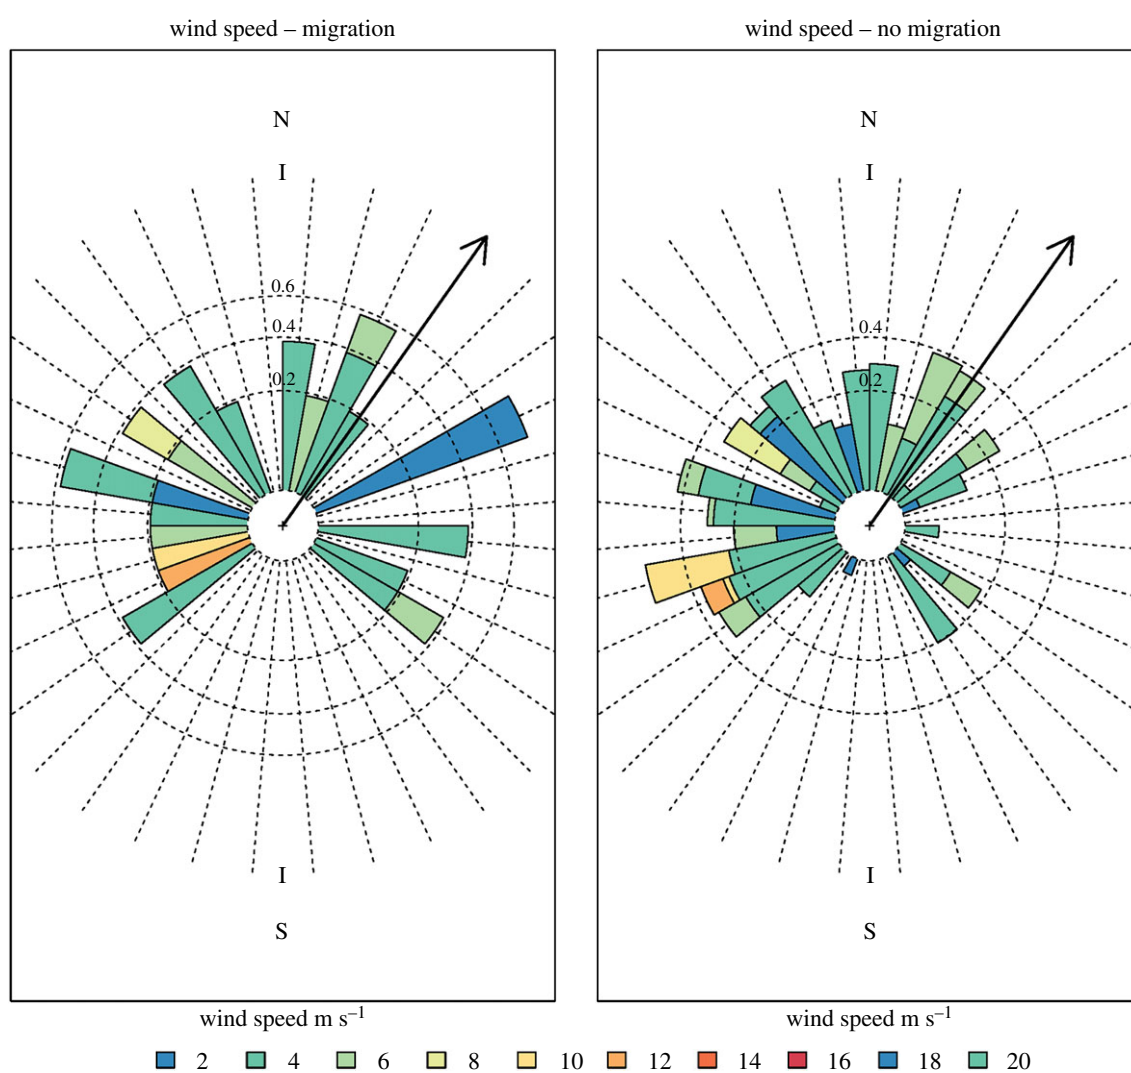 wind speed – migration
wind speed – no migration
N
N
I
I
0.6
0.4
0.4
0.2
0.2
I
I
S
S
wind speed m s⁻¹
wind speed m s⁻¹
2 4 6 8 10 12 14 16 18 20